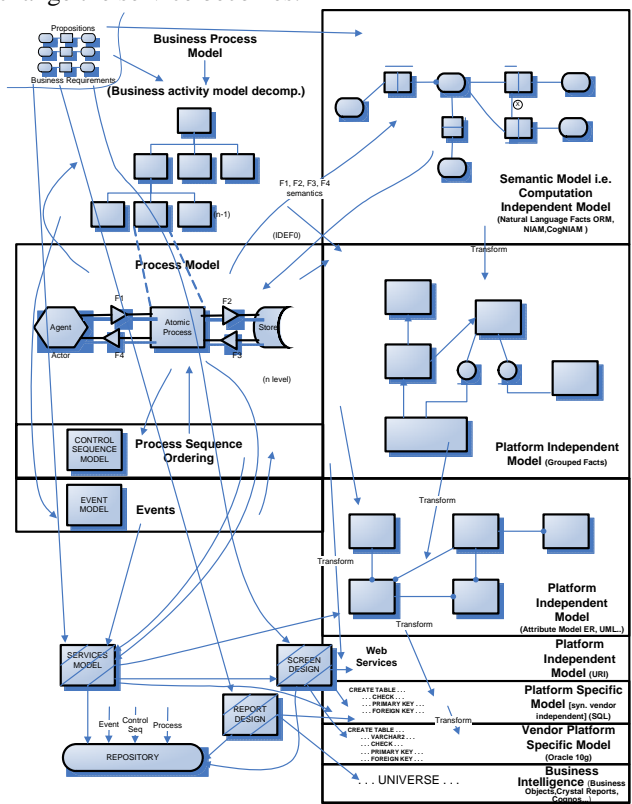 Propositions
Business Requirements
Business Process
Model
(Business activity model decomp.)
(n-1)
F1, F2, F3, F4
semantics
(IDEF0)
X
Semantic Model i.e.
Computation
Independent Model
(Natural Language Facts ORM,
NIAM,CogNIAM )
Transform
Process Model
F1
F2
Agent
Atomic
Process
Store
Actor
F4
F3
(n level)
CONTROL
SEQUENCE
MODEL
Process Sequence
Ordering
EVENT
MODEL
Events
Platform Independent
Model (Grouped Facts)
Transform
Transform
Platform
Independent
Model
(Attribute Model ER, UML..)
Transform
SERVICES
MODEL
SCREEN
DESIGN
Web
Services
Platform
Independent
Model (URI)
REPORT
DESIGN
CREATE TABLE . . .
. . . CHECK . . .
. . . PRIMARY KEY . . .
. . . FOREIGN KEY . . .
Platform Specific
Model [syn. vendor
independent] (SQL)
Transform
Event
Control
Seq
Process
REPOSITORY
CREATE TABLE . . .
. . . VARCHAR2 . . .
. . . CHECK . . .
. . . PRIMARY KEY . . .
. . . FOREIGN KEY . . .
Vendor Platform
Specific Model
(Oracle 10g)
. . . UNIVERSE . . .
Business
Intelligence (Business
Objects,Crystal Reports,
Cognos...)